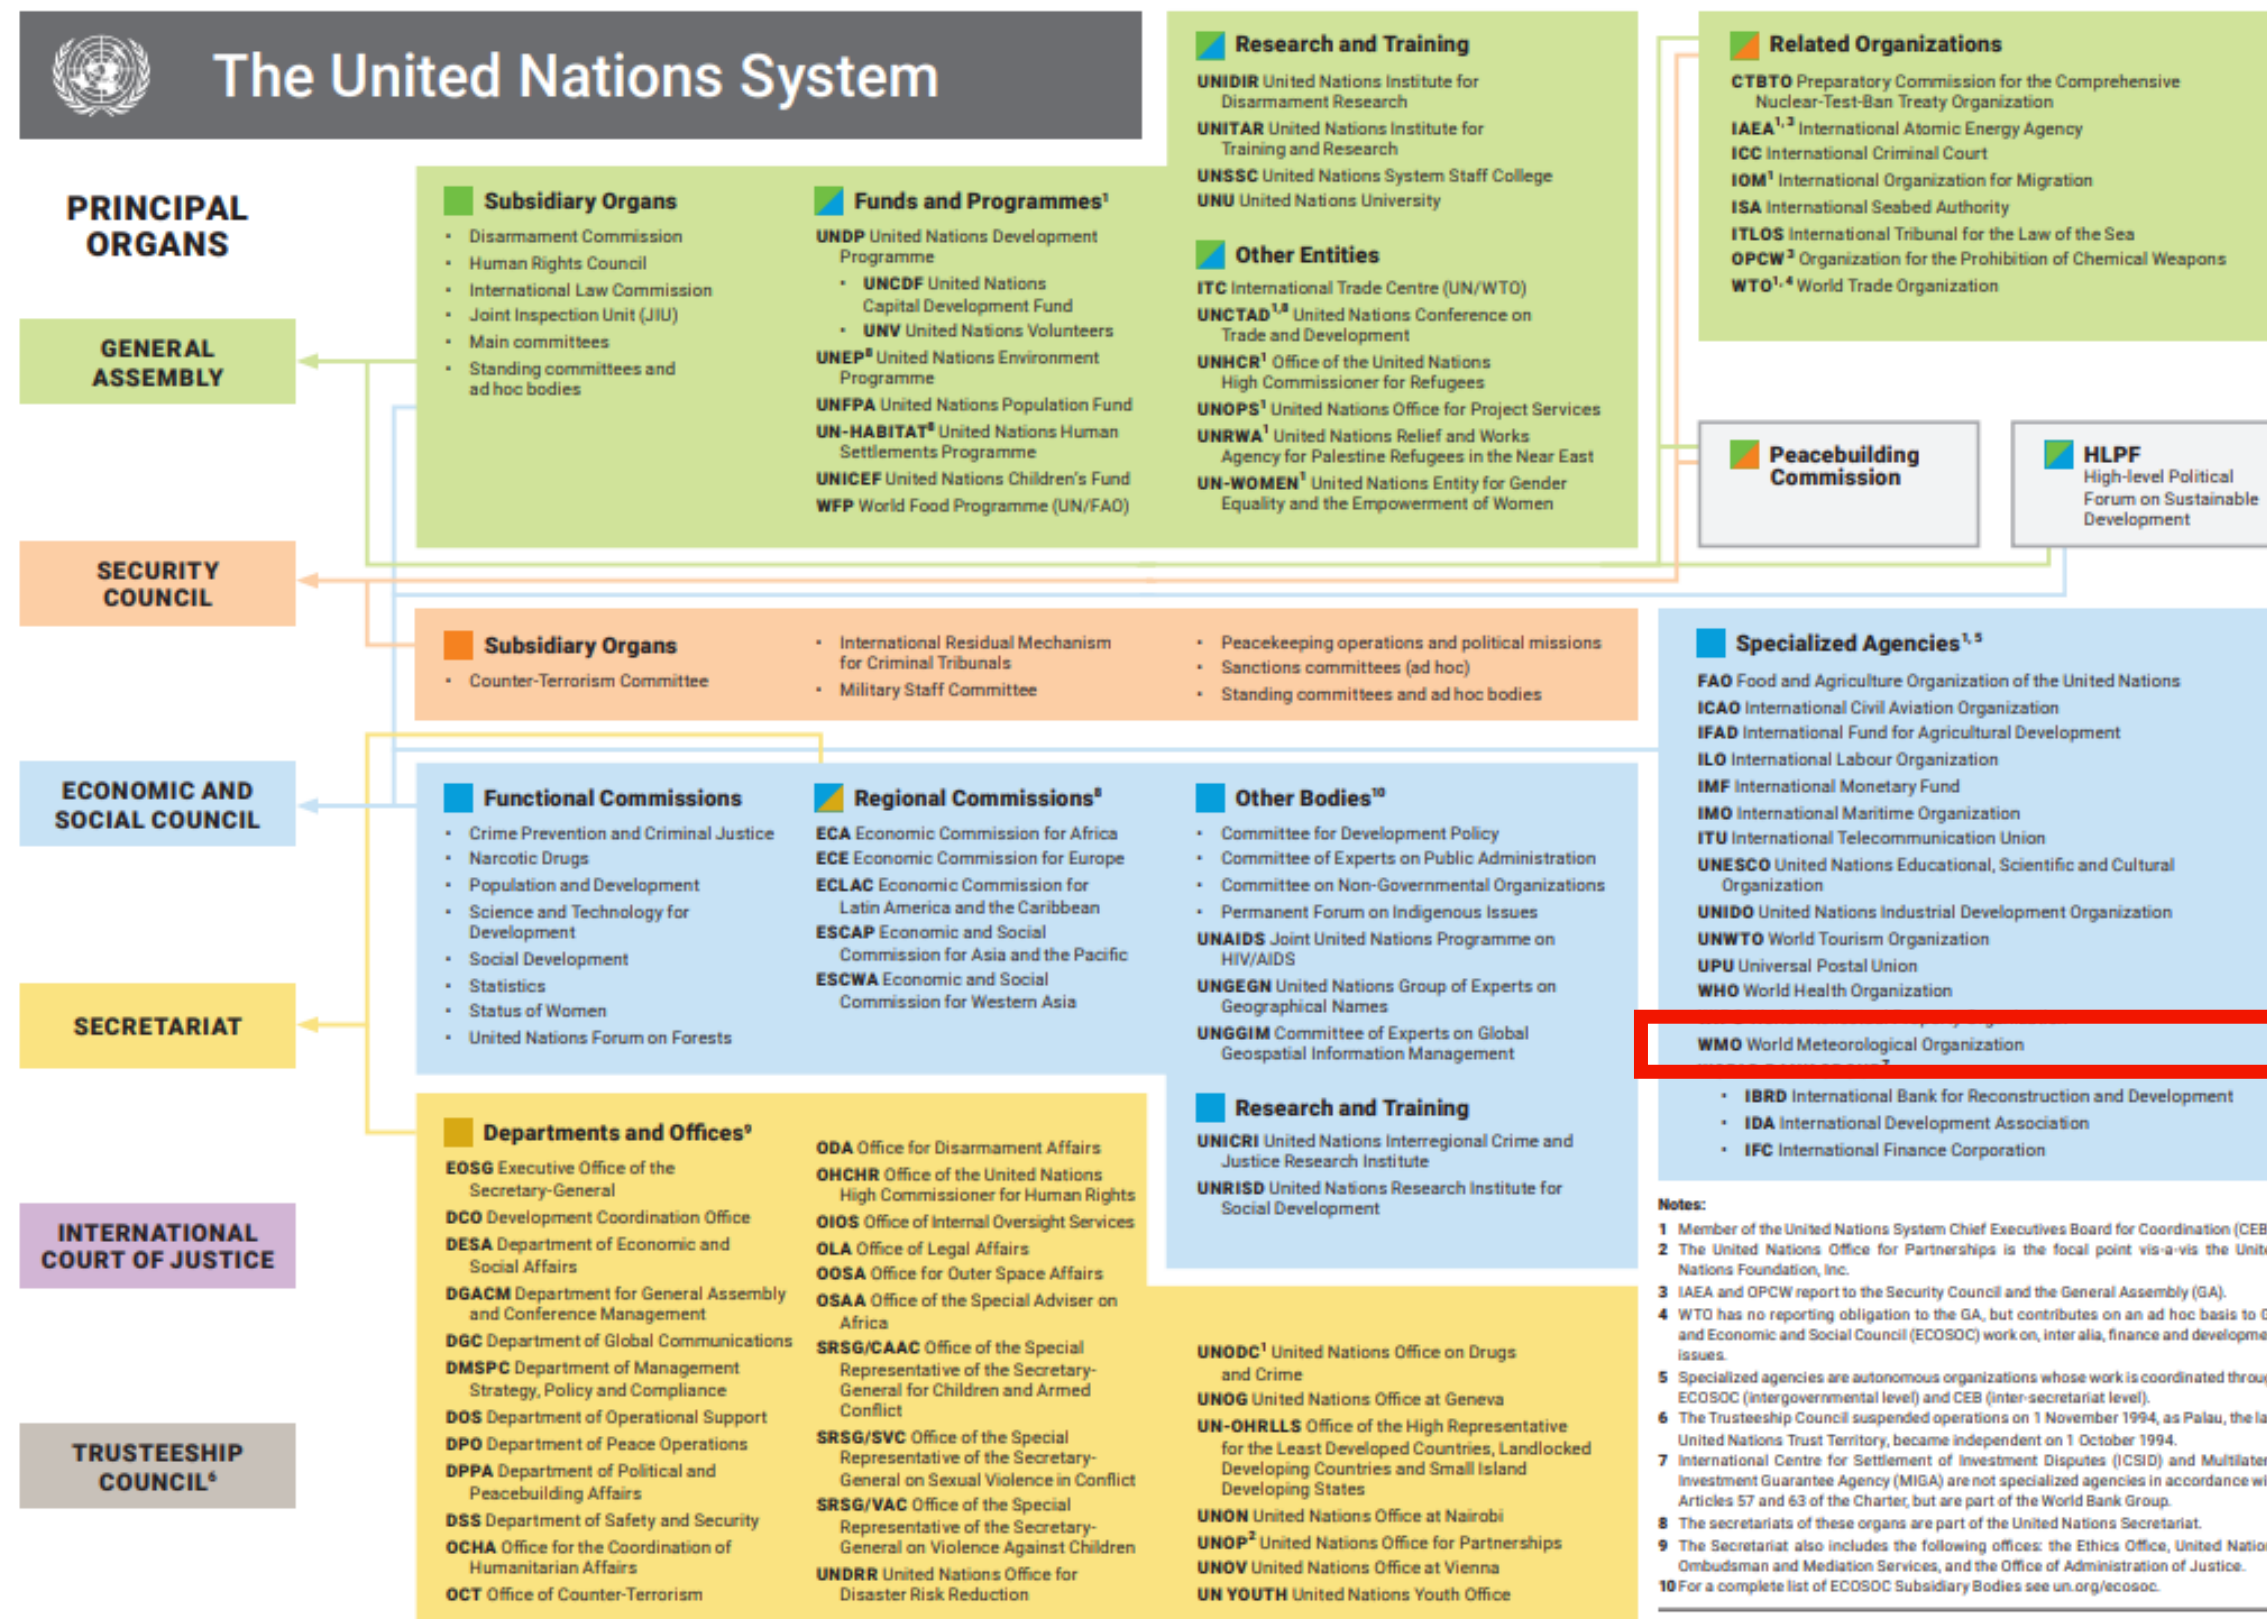 The United Nations System
PRINCIPAL
ORGANS
GENERAL
ASSEMBLY
SECURITY
COUNCIL
ECONOMIC AND
SOCIAL COUNCIL
SECRETARIAT
INTERNATIONAL
COURT OF JUSTICE
TRUSTEESHIP
COUNCIL⁶
Subsidiary Organs
· Disarmament Commission
· Human Rights Council
· International Law Commission
· Joint Inspection Unit (JIU)
· Main committees
· Standing committees and
ad hoc bodies
Funds and Programmes¹
UNDP United Nations Development
Programme
· UNCDF United Nations
Capital Development Fund
· UNV United Nations Volunteers
UNEP⁸ United Nations Environment
Programme
UNFPA United Nations Population Fund
UN-HABITAT⁸ United Nations Human
Settlements Programme
UNICEF United Nations Children's Fund
WFP World Food Programme (UN/FAO)
Research and Training
UNIDIR United Nations Institute for
Disarmament Research
UNITAR United Nations Institute for
Training and Research
UNSSC United Nations System Staff College
UNU United Nations University
Other Entities
ITC International Trade Centre (UN/WTO)
UNCTAD¹,⁸ United Nations Conference on
Trade and Development
UNHCR¹ Office of the United Nations
High Commissioner for Refugees
UNOPS¹ United Nations Office for Project Services
UNRWA¹ United Nations Relief and Works
Agency for Palestine Refugees in the Near East
UN-WOMEN¹ United Nations Entity for Gender
Equality and the Empowerment of Women
Related Organizations
CTBTO Preparatory Commission for the Comprehensive
Nuclear-Test-Ban Treaty Organization
IAEA¹, ³ International Atomic Energy Agency
ICC International Criminal Court
IOM¹ International Organization for Migration
ISA International Seabed Authority
ITLOS International Tribunal for the Law of the Sea
OPCW³ Organization for the Prohibition of Chemical Weapons
WTO¹, ⁴ World Trade Organization
Peacebuilding
Commission
HLPF
High-level Political
Forum on Sustainable
Development
Subsidiary Organs
· Counter-Terrorism Committee
· International Residual Mechanism
for Criminal Tribunals
· Military Staff Committee
· Peacekeeping operations and political missions
· Sanctions committees (ad hoc)
· Standing committees and ad hoc bodies
Functional Commissions
· Crime Prevention and Criminal Justice
· Narcotic Drugs
· Population and Development
· Science and Technology for
Development
· Social Development
· Statistics
· Status of Women
· United Nations Forum on Forests
Regional Commissions⁸
ECA Economic Commission for Africa
ECE Economic Commission for Europe
ECLAC Economic Commission for
Latin America and the Caribbean
ESCAP Economic and Social
Commission for Asia and the Pacific
ESCWA Economic and Social
Commission for Western Asia
Other Bodies¹⁰
· Committee for Development Policy
· Committee of Experts on Public Administration
· Committee on Non-Governmental Organizations
· Permanent Forum on Indigenous Issues
UNAIDS Joint United Nations Programme on
HIV/AIDS
UNGEGN United Nations Group of Experts on
Geographical Names
UNGGIM Committee of Experts on Global
Geospatial Information Management
Research and Training
UNICRI United Nations Interregional Crime and
Justice Research Institute
UNRISD United Nations Research Institute for
Social Development
Specialized Agencies¹, ⁵
FAO Food and Agriculture Organization of the United Nations
ICAO International Civil Aviation Organization
IFAD International Fund for Agricultural Development
ILO International Labour Organization
IMF International Monetary Fund
IMO International Maritime Organization
ITU International Telecommunication Union
UNESCO United Nations Educational, Scientific and Cultural
Organization
UNIDO United Nations Industrial Development Organization
UNWTO World Tourism Organization
UPU Universal Postal Union
WHO World Health Organization
WMO World Meteorological Organization
· IBRD International Bank for Reconstruction and Development
· IDA International Development Association
· IFC International Finance Corporation
Departments and Offices⁹
EOSG Executive Office of the
Secretary-General
DCO Development Coordination Office
DESA Department of Economic and
Social Affairs
DGACM Department for General Assembly
and Conference Management
DGC Department of Global Communications
DMSPC Department of Management
Strategy, Policy and Compliance
DOS Department of Operational Support
DPO Department of Peace Operations
DPPA Department of Political and
Peacebuilding Affairs
DSS Department of Safety and Security
OCHA Office for the Coordination of
Humanitarian Affairs
OCT Office of Counter-Terrorism
ODA Office for Disarmament Affairs
OHCHR Office of the United Nations
High Commissioner for Human Rights
OIOS Office of Internal Oversight Services
OLA Office of Legal Affairs
OOSA Office for Outer Space Affairs
OSAA Office of the Special Adviser on
Africa
SRSG/CAAC Office of the Special
Representative of the Secretary-
General for Children and Armed
Conflict
SRSG/SVC Office of the Special
Representative of the Secretary-
General on Sexual Violence in Conflict
SRSG/VAC Office of the Special
Representative of the Secretary-
General on Violence Against Children
UNDRR United Nations Office for
Disaster Risk Reduction
UNODC¹ United Nations Office on Drugs
and Crime
UNOG United Nations Office at Geneva
UN-OHRLLS Office of the High Representative
for the Least Developed Countries, Landlocked
Developing Countries and Small Island
Developing States
UNON United Nations Office at Nairobi
UNOP² United Nations Office for Partnerships
UNOV United Nations Office at Vienna
UN YOUTH United Nations Youth Office
Notes:
1 Member of the United Nations System Chief Executives Board for Coordination (CEB
2 The United Nations Office for Partnerships is the focal point vis-a-vis the Unit
Nations Foundation, Inc.
3 IAEA and OPCW report to the Security Council and the General Assembly (GA).
4 WTO has no reporting obligation to the GA, but contributes on an ad hoc basis to
and Economic and Social Council (ECOSOC) work on, inter alia, finance and developme
issues.
5 Specialized agencies are autonomous organizations whose work is coordinated throu
ECOSOC (intergovernmental level) and CEB (inter-secretariat level).
6 The Trusteeship Council suspended operations on 1 November 1994, as Palau, the la
United Nations Trust Territory, became independent on 1 October 1994.
7 International Centre for Settlement of Investment Disputes (ICSID) and Multilater
Investment Guarantee Agency (MIGA) are not specialized agencies in accordance wi
Articles 57 and 63 of the Charter, but are part of the World Bank Group.
8 The secretariats of these organs are part of the United Nations Secretariat.
9 The Secretariat also includes the following offices: the Ethics Office, United Nation
Ombudsman and Mediation Services, and the Office of Administration of Justice.
10 For a complete list of ECOSOC Subsidiary Bodies see un.org/ecosoc.